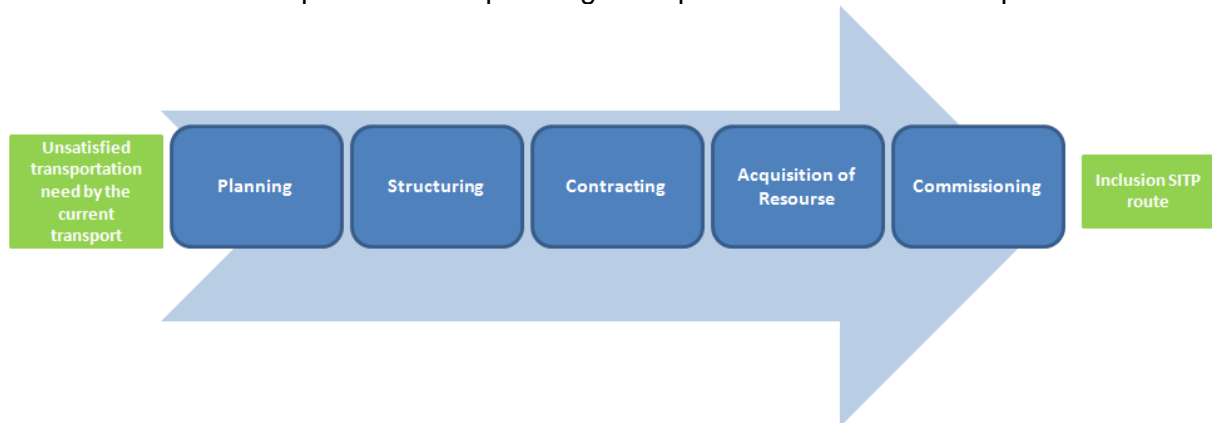 Unsatisfied
transportation
need by the
current
transport
Planning
Structuring
Contracting
Acquisition of
Resourse
Commissioning
Inclusion SITP
route